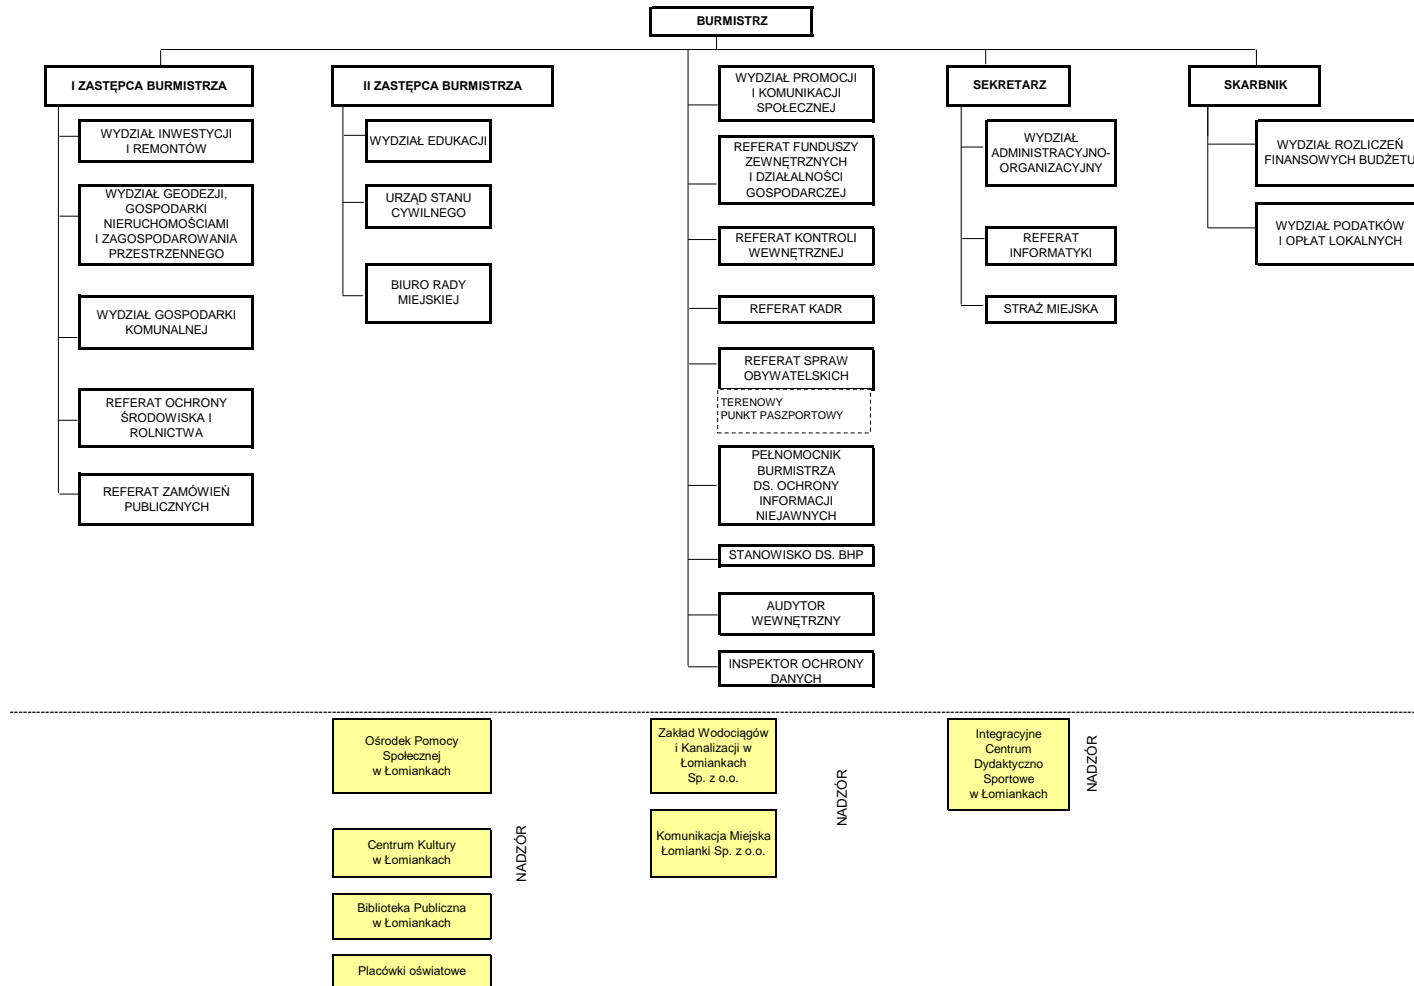 BURMISTRZ
I ZASTĘPCA BURMISTRZA
WYDZIAŁ INWESTYCJI
I REMONTÓW
WYDZIAŁ GEODEZJI,
GOSPODARKI
NIERUCHOMOŚCIAMI
I ZAGOSPODAROWANIA
PRZESTRZENNEGO
WYDZIAŁ GOSPODARKI
KOMUNALNEJ
REFERAT OCHRONY
ŚRODOWISKA I
ROLNICTWA
REFERAT ZAMÓWIEŃ
PUBLICZNYCH
II ZASTĘPCA BURMISTRZA
WYDZIAŁ EDUKACJI
URZĄD STANU
CYWILNEGO
BIURO RADY
MIEJSKIEJ
WYDZIAŁ PROMOCJI
I KOMUNIKACJI
SPOŁECZNEJ
REFERAT FUNDUSZY
ZEWNĘTRZNYCH
I DZIAŁALNOŚCI
GOSPODARCZEJ
REFERAT KONTROLI
WEWNĘTRZNEJ
REFERAT KADR
REFERAT SPRAW
OBYWATELSKICH
TERENOWY
PUNKT PASZPORTOWY
PEŁNOMOCNIK
BURMISTRZA
DS. OCHRONY
INFORMACJI
NIEJAWNYCH
STANOWISKO DS. BHP
AUDYTOR
WEWNĘTRZNY
INSPEKTOR OCHRONY
DANYCH
SEKRETARZ
WYDZIAŁ
ADMINISTRACYJNO-
ORGANIZACYJNY
REFERAT
INFORMATYKI
STRAŻ MIEJSKA
SKARBNIK
WYDZIAŁ ROZLICZEŃ
FINANSOWYCH BUDŻETU
WYDZIAŁ PODATKÓW
I OPŁAT LOKALNYCH
Ośrodek Pomocy
Społecznej
w Łomiankach
Centrum Kultury
w Łomiankach
Biblioteka Publiczna
w Łomiankach
Placówki oświatowe
NADZÓR
Zakład Wodociągów
i Kanalizacji w
Łomiankach
Sp. z o.o.
Komunikacja Miejska
Łomianki Sp. z o.o.
NADZÓR
Integracyjne
Centrum
Dydaktyczno
Sportowe
w Łomiankach
NADZÓR